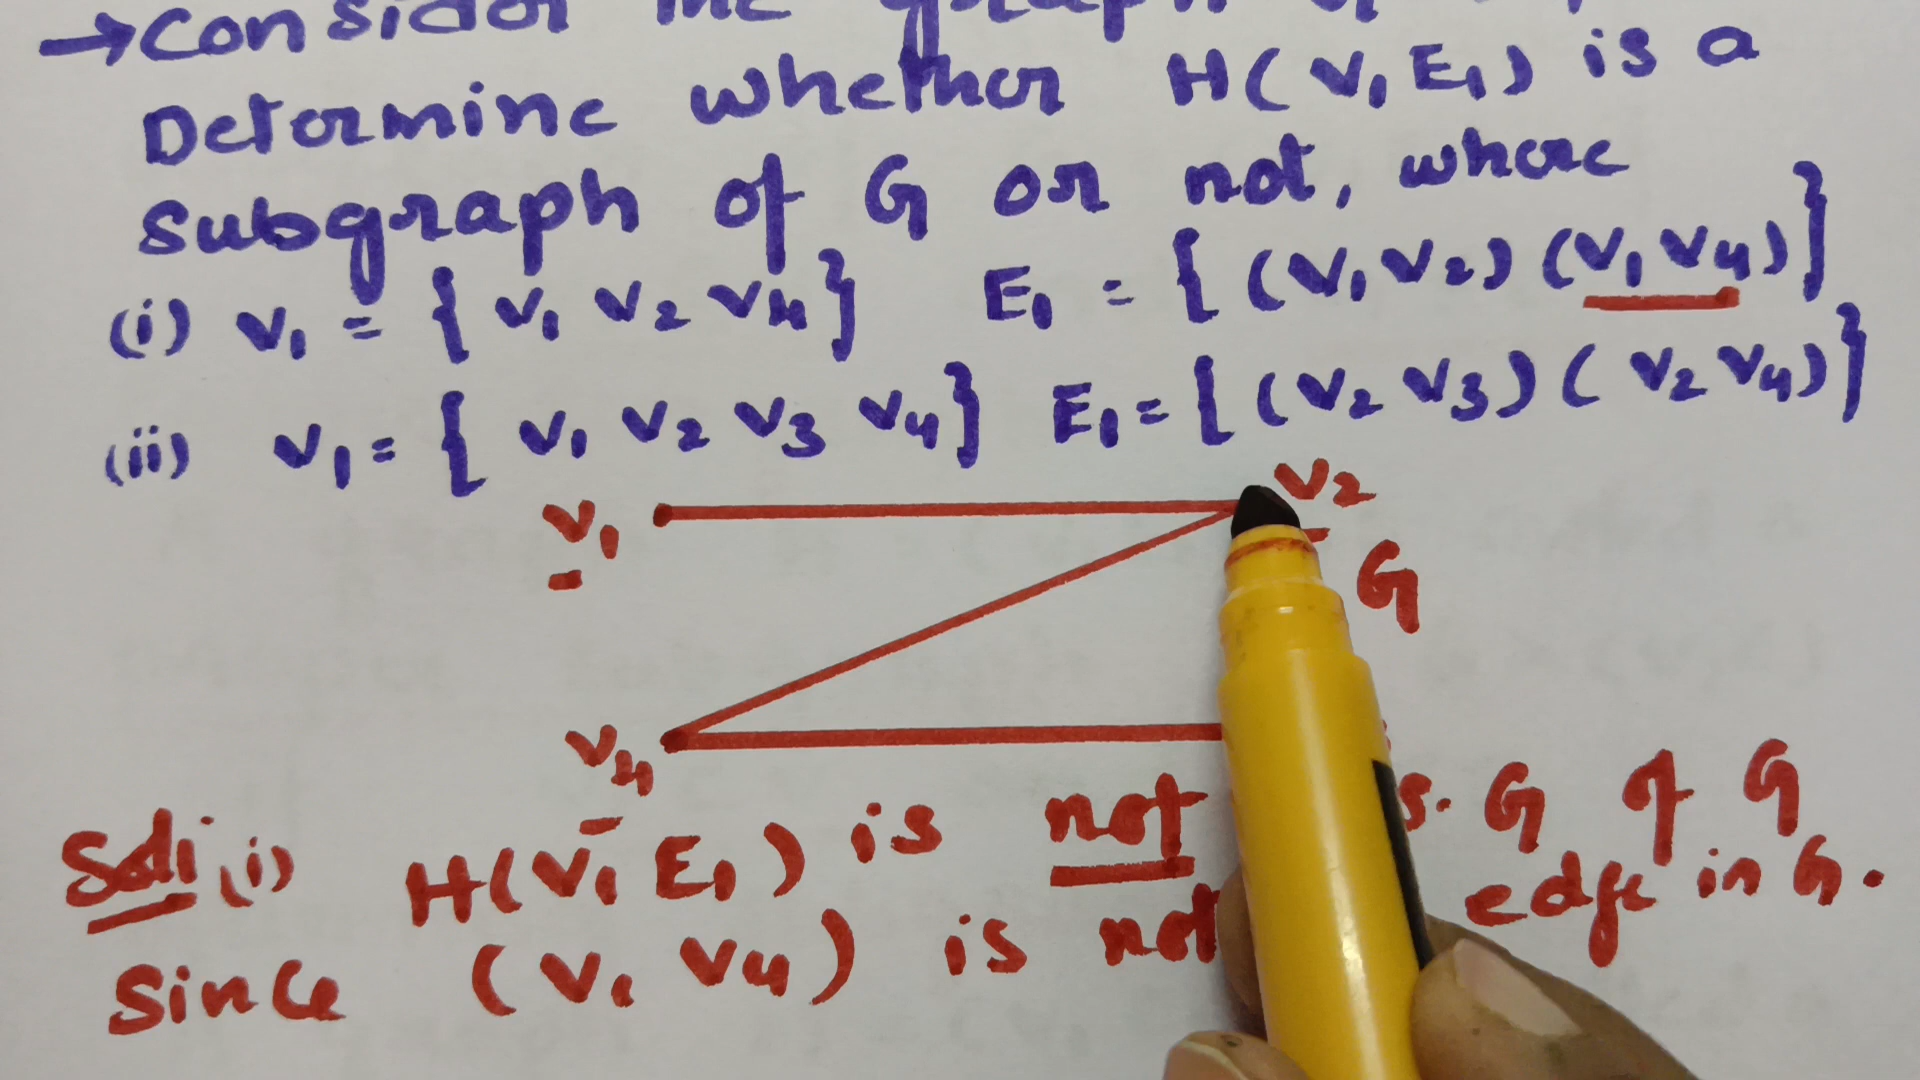 →Consider the graph
Determine whether H(V₁ E₁) is a
Subgraph of G or not, where
(i) V₁ = { V₁ V₂ V₄} E₁ = { (V₁ V₂) (V₁ V₄)}
(ii) V₁= { V₁ V₂ V₃ V₄} E₁= { (V₂ V₃) ( V₂ V₄)}
V₁ V₂
G
V₄
Soln: (i) H(V₁ E₁) is not s. G of G
Since (V₁ V₄) is not edge in G.